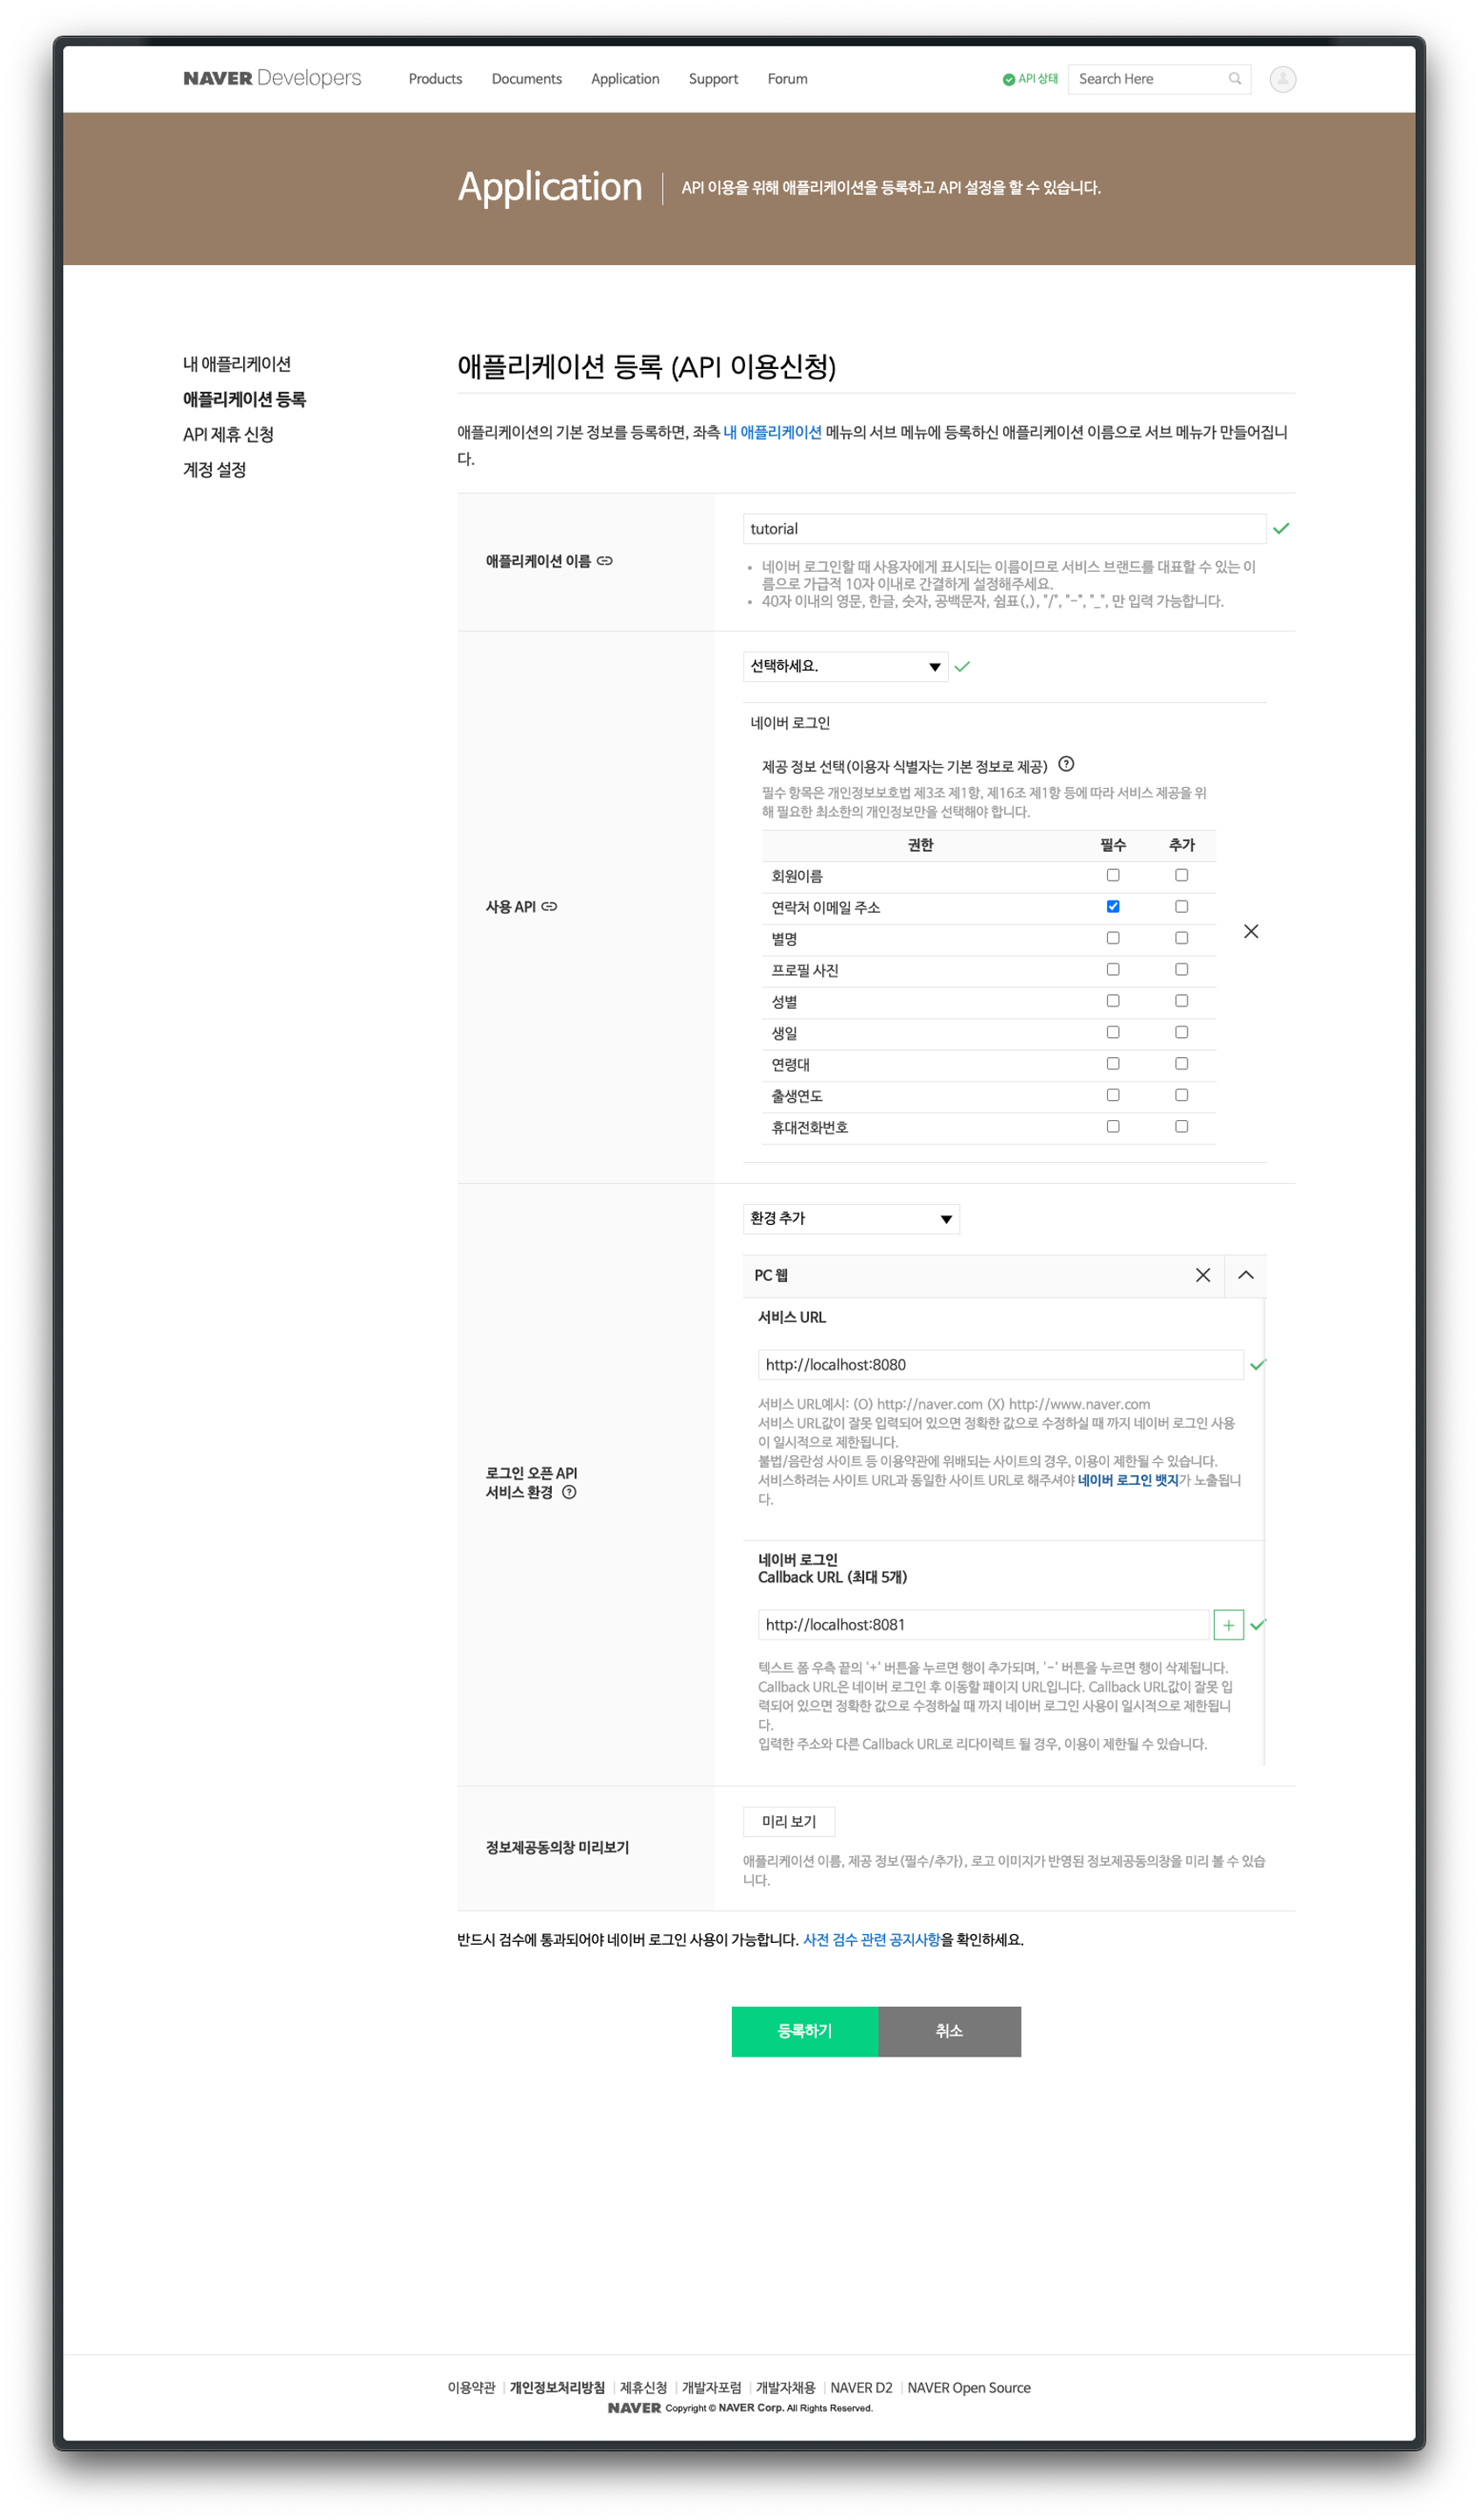 NAVER Developers
Products
Documents
Application
Support
Forum
API 상태
Search Here
Application
API 이용을 위해 애플리케이션을 등록하고 API 설정을 할 수 있습니다.
내 애플리케이션
애플리케이션 등록
API 제휴 신청
계정 설정
애플리케이션 등록 (API 이용신청)
애플리케이션의 기본 정보를 등록하면, 좌측 내 애플리케이션 메뉴의 서브 메뉴에 등록하신 애플리케이션 이름으로 서브 메뉴가 만들어집니
다.
애플리케이션 이름
tutorial
• 네이버 로그인할 때 사용자에게 표시되는 이름이므로 서비스 브랜드를 대표할 수 있는 이
름으로 가급적 10자 이내로 간결하게 설정해주세요.
• 40자 이내의 영문, 한글, 숫자, 공백문자, 쉼표(,), "/", "-", "_", 만 입력 가능합니다.
사용 API
선택하세요.
네이버 로그인
제공 정보 선택(이용자 식별자는 기본 정보로 제공)
필수 항목은 개인정보보호법 제3조 제1항, 제16조 제1항 등에 따라 서비스 제공을 위
해 필요한 최소한의 개인정보만을 선택해야 합니다.
권한 필수 추가
회원이름
연락처 이메일 주소
별명
프로필 사진
성별
생일
연령대
출생연도
휴대전화번호
로그인 오픈 API
서비스 환경
환경 추가
PC 웹
서비스 URL
http://localhost:8080
서비스 URL예시: (O) http://naver.com (X) http://www.naver.com
서비스 URL값이 잘못 입력되어 있으면 정확한 값으로 수정하실 때 까지 네이버 로그인 사용
이 일시적으로 제한됩니다.
불법/음란성 사이트 등 이용약관에 위배되는 사이트의 경우, 이용이 제한될 수 있습니다.
서비스하려는 사이트 URL과 동일한 사이트 URL로 해주셔야 네이버 로그인 뱃지가 노출됩니
다.
네이버 로그인
Callback URL (최대 5개)
http://localhost:8081
텍스트 폼 우측 끝의 '+' 버튼을 누르면 행이 추가되며, '-' 버튼을 누르면 행이 삭제됩니다.
Callback URL은 네이버 로그인 후 이동할 페이지 URL입니다. Callback URL값이 잘못 입
력되어 있으면 정확한 값으로 수정하실 때 까지 네이버 로그인 사용이 일시적으로 제한됩니
다.
입력한 주소와 다른 Callback URL로 리다이렉트 될 경우, 이용이 제한될 수 있습니다.
정보제공동의창 미리보기
미리 보기
애플리케이션 이름, 제공 정보(필수/추가), 로고 이미지가 반영된 정보제공동의창을 미리 볼 수 있습
니다.
반드시 검수에 통과되어야 네이버 로그인 사용이 가능합니다. 사전 검수 관련 공지사항을 확인하세요.
등록하기
취소
이용약관 | 개인정보처리방침 | 제휴신청 | 개발자포럼 | 개발자채용 | NAVER D2 | NAVER Open Source
NAVER Copyright © NAVER Corp. All Rights Reserved.